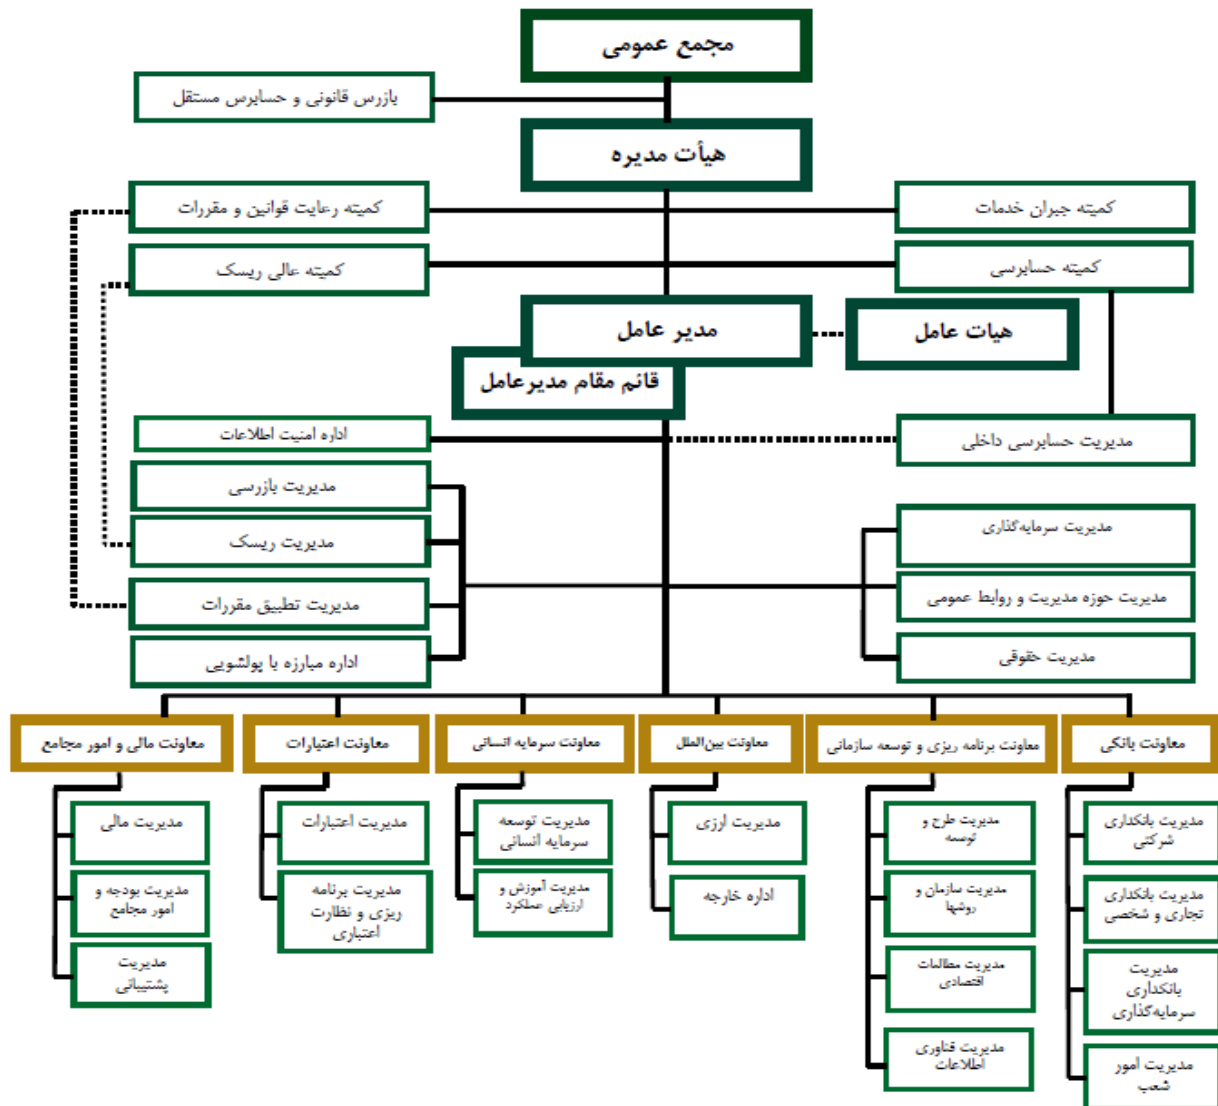 مجمع عمومی
بازرس قانونی و حسابرس مستقل
هیأت مدیره
کمیته جبران خدمات
کمیته رعایت قوانین و مقررات
کمیته حسابرسی
کمیته عالی ریسک
هیات عامل
مدیر عامل
قائم مقام مدیرعامل
مدیریت حسابرسی داخلی
اداره امنیت اطلاعات
مدیریت بازرسی
مدیریت ریسک
مدیریت تطبیق مقررات
اداره مبارزه با پولشویی
مدیریت سرمایه‌گذاری
مدیریت حوزه مدیریت و روابط عمومی
مدیریت حقوقی
معاونت بانکی
معاونت برنامه ریزی و توسعه سازمانی
معاونت بین‌الملل
معاونت سرمایه انسانی
معاونت اعتبارات
معاونت مالی و امور مجامع
مدیریت بانکداری
شرکتی
مدیریت بانکداری
تجاری و شخصی
مدیریت
بانکداری
سرمایه‌گذاری
مدیریت امور
شعب
مدیریت طرح و
توسعه
مدیریت سازمان و
روشها
مدیریت مطالعات
اقتصادی
مدیریت فناوری
اطلاعات
مدیریت ارزی
اداره خارجه
مدیریت توسعه
سرمایه انسانی
مدیریت آموزش و
ارزیابی عملکرد
مدیریت اعتبارات
مدیریت برنامه
ریزی و نظارت
اعتباری
مدیریت مالی
مدیریت بودجه و
امور مجامع
مدیریت
پشتیبانی